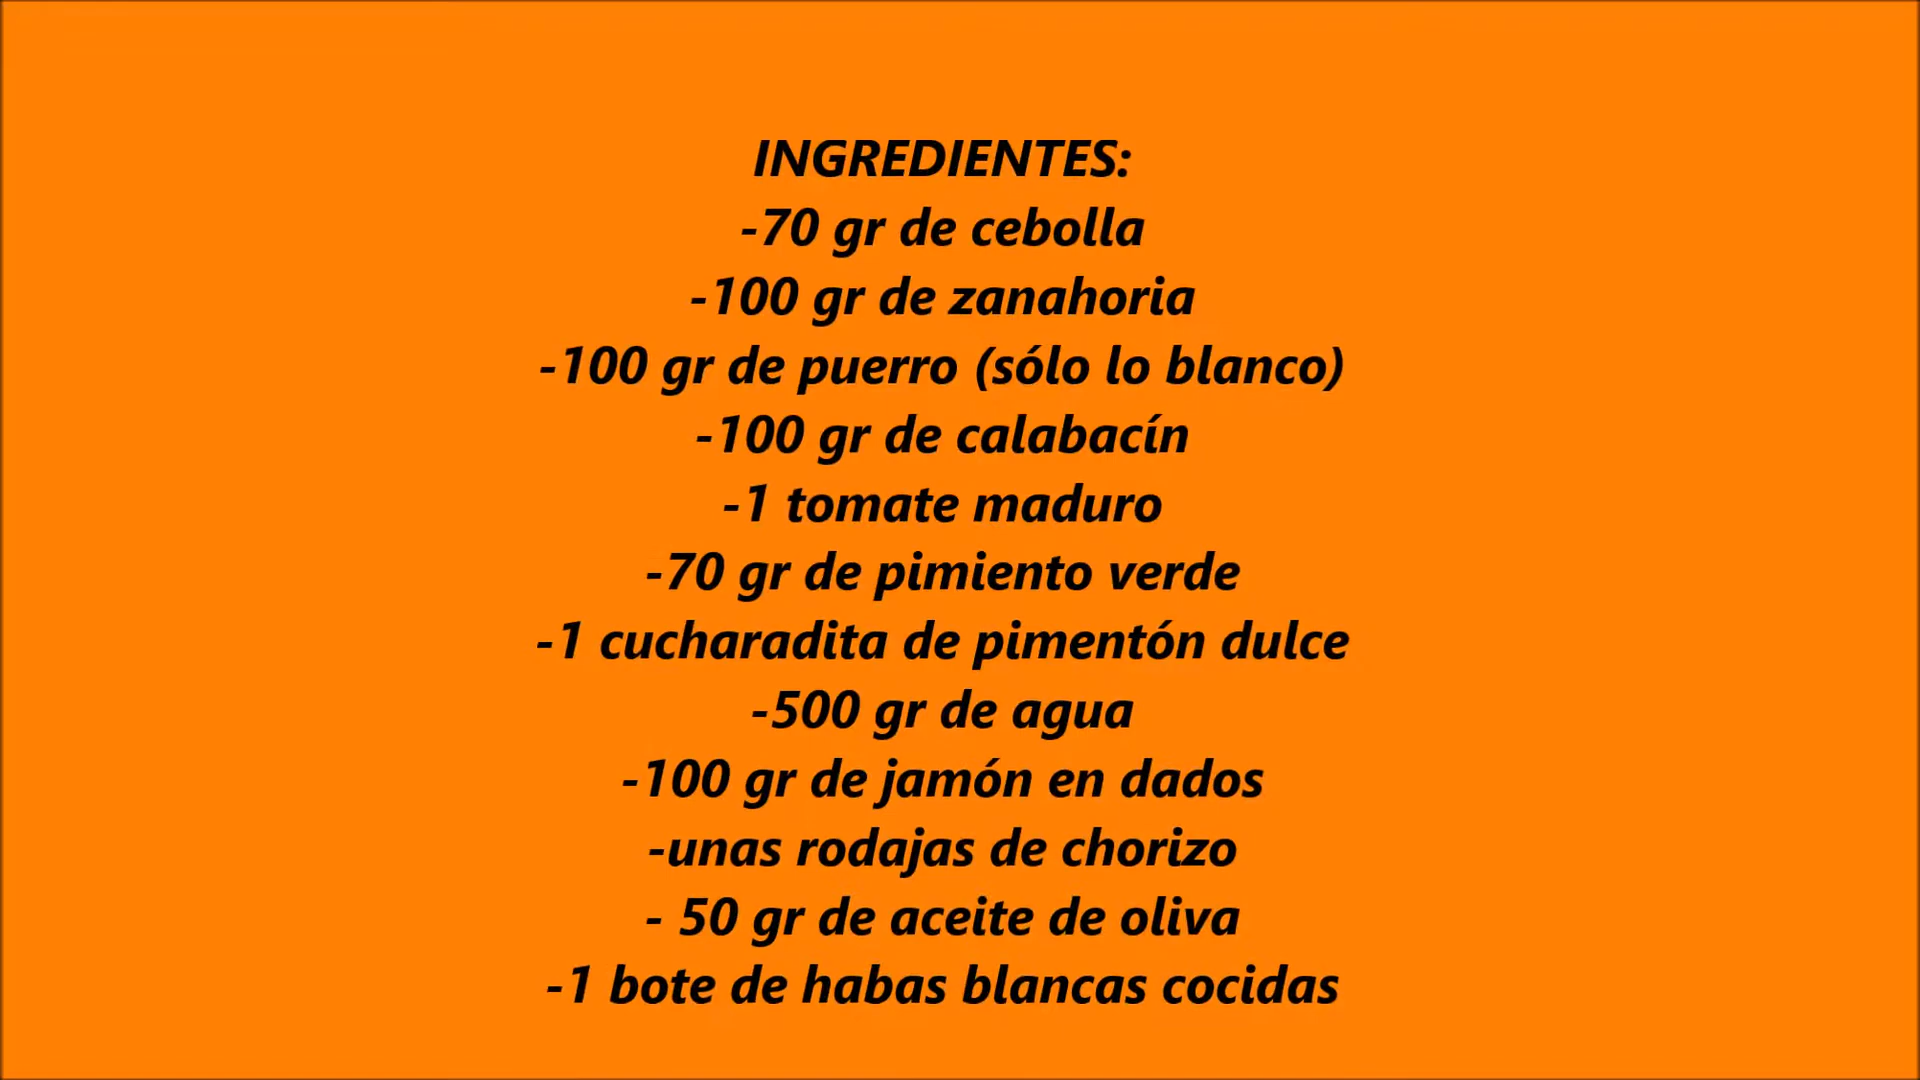 INGREDIENTES:
-70 gr de cebolla
-100 gr de zanahoria
-100 gr de puerro (sólo lo blanco)
-100 gr de calabacín
-1 tomate maduro
-70 gr de pimiento verde
-1 cucharadita de pimentón dulce
-500 gr de agua
-100 gr de jamón en dados
-unas rodajas de chorizo
- 50 gr de aceite de oliva
-1 bote de habas blancas cocidas